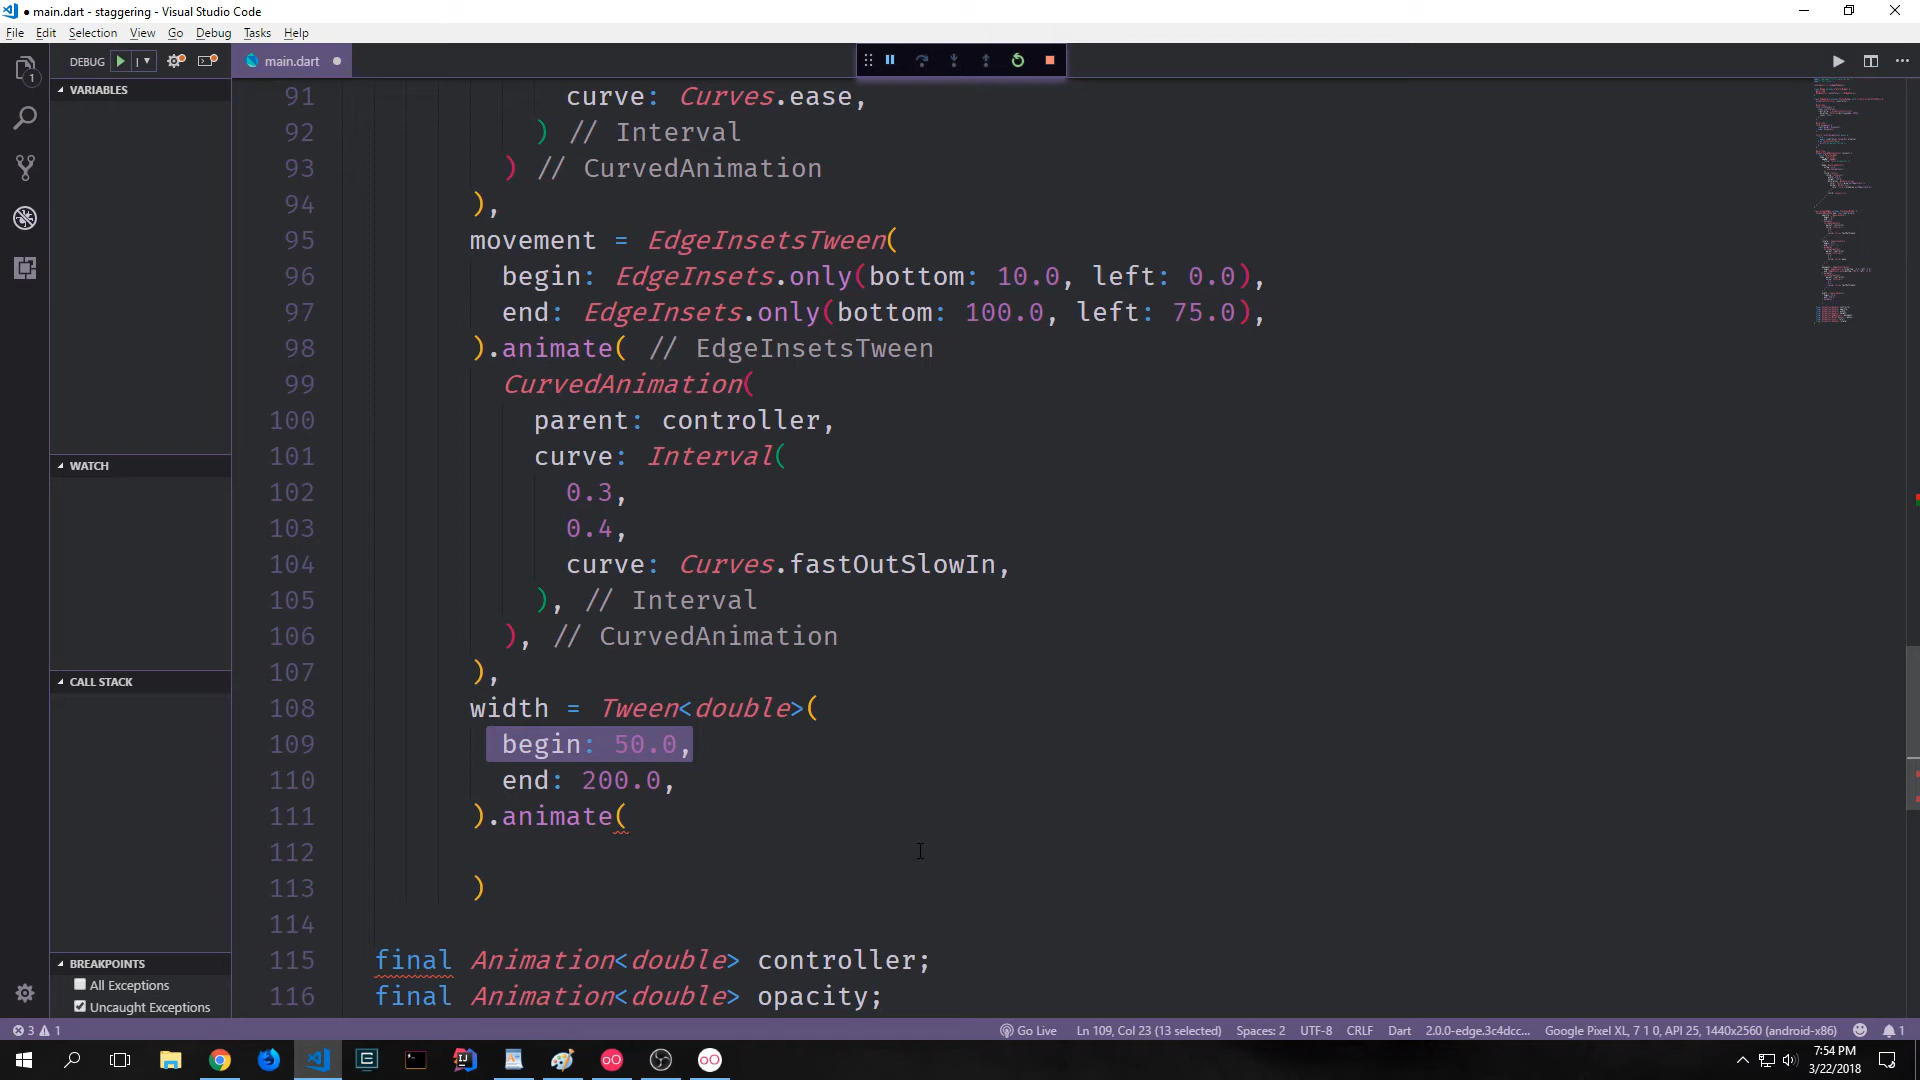 ● main.dart - staggering - Visual Studio Code
File Edit Selection View Go Debug Tasks Help
DEBUG
main.dart ●
1
VARIABLES
WATCH
CALL STACK
BREAKPOINTS
All Exceptions
Uncaught Exceptions
91 curve: Curves.ease,
92 ) // Interval
93 ) // CurvedAnimation
94 ),
95 movement = EdgeInsetsTween(
96 begin: EdgeInsets.only(bottom: 10.0, left: 0.0),
97 end: EdgeInsets.only(bottom: 100.0, left: 75.0),
98 ).animate( // EdgeInsetsTween
99 CurvedAnimation(
100 parent: controller,
101 curve: Interval(
102 0.3,
103 0.4,
104 curve: Curves.fastOutSlowIn,
105 ), // Interval
106 ), // CurvedAnimation
107 ),
108 width = Tween<double>(
109 begin: 50.0,
110 end: 200.0,
111 ).animate(
112
113 )
114
115 final Animation<double> controller;
116 final Animation<double> opacity;
3 1 Go Live Ln 109, Col 23 (13 selected) Spaces: 2 UTF-8 CRLF Dart 2.0.0-edge.3c4dcc... Google Pixel XL, 7 1 0, API 25, 1440x2560 (android-x86) 1
7:54 PM
3/22/2018